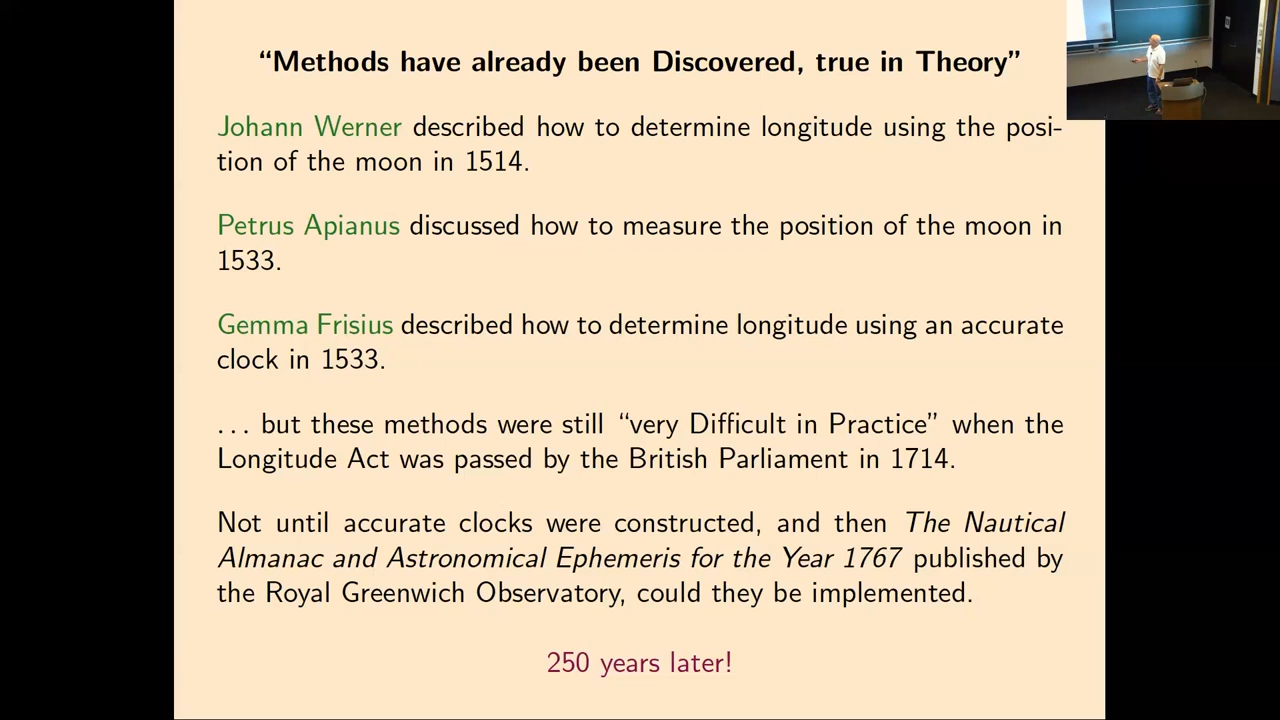 “Methods have already been Discovered, true in Theory”
Johann Werner described how to determine longitude using the posi-
tion of the moon in 1514.
Petrus Apianus discussed how to measure the position of the moon in
1533.
Gemma Frisius described how to determine longitude using an accurate
clock in 1533.
. . . but these methods were still “very Difficult in Practice” when the
Longitude Act was passed by the British Parliament in 1714.
Not until accurate clocks were constructed, and then The Nautical
Almanac and Astronomical Ephemeris for the Year 1767 published by
the Royal Greenwich Observatory, could they be implemented.
250 years later!